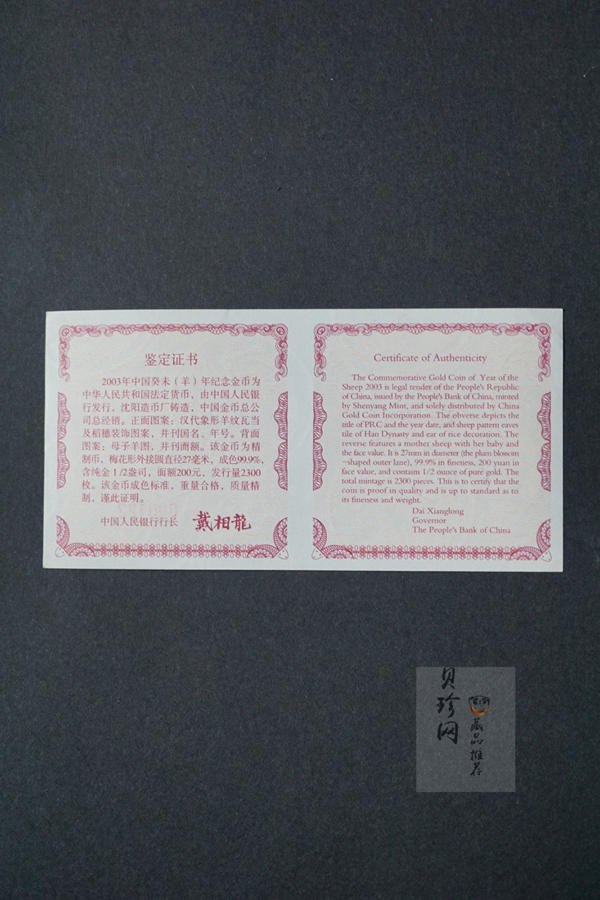 鉴定证书
2003年中国癸未（羊）年纪念金币为
中华人民共和国法定货币，由中国人民银
行发行，沈阳造币厂铸造，中国金币总公
司总经销。正面图案：汉代象形羊纹瓦当
及稻穗装饰图案，并刊国名、年号。背面
图案：母子羊图，并刊面额。该金币为精
制币，梅花形外接圆直径27毫米，成色99.9%，
含纯金1/2盎司，面额200元，发行量2300
枚。该金币成色标准，重量合格，质量精
制，谨此证明。
中国人民银行行长 戴相龍
Certificate of Authenticity
The Commemorative Gold Coin of Year of the
Sheep 2003 is legal tender of the People's Republic
of China, issued by the People's Bank of China, minted
by Shenyang Mint, and solely distributed by China
Gold Coin Incorporation. The obverse depicts the
title of PRC and the year date, and sheep pattern eaves
tile of Han Dynasty and ear of rice decoration. The
reverse features a mother sheep with her baby and
the face value. It is 27mm in diameter (the plum blossom
-shaped outer lane), 99.9% in fineness, 200 yuan in
face value, and contains 1/2 ounce of pure gold. The
total mintage is 2300 pieces. This is to certify that the
coin is proof in quality and is up to standard as to
its fineness and weight.
Dai Xianglong
Governor
The People's Bank of China
贝珍网
藏品推荐